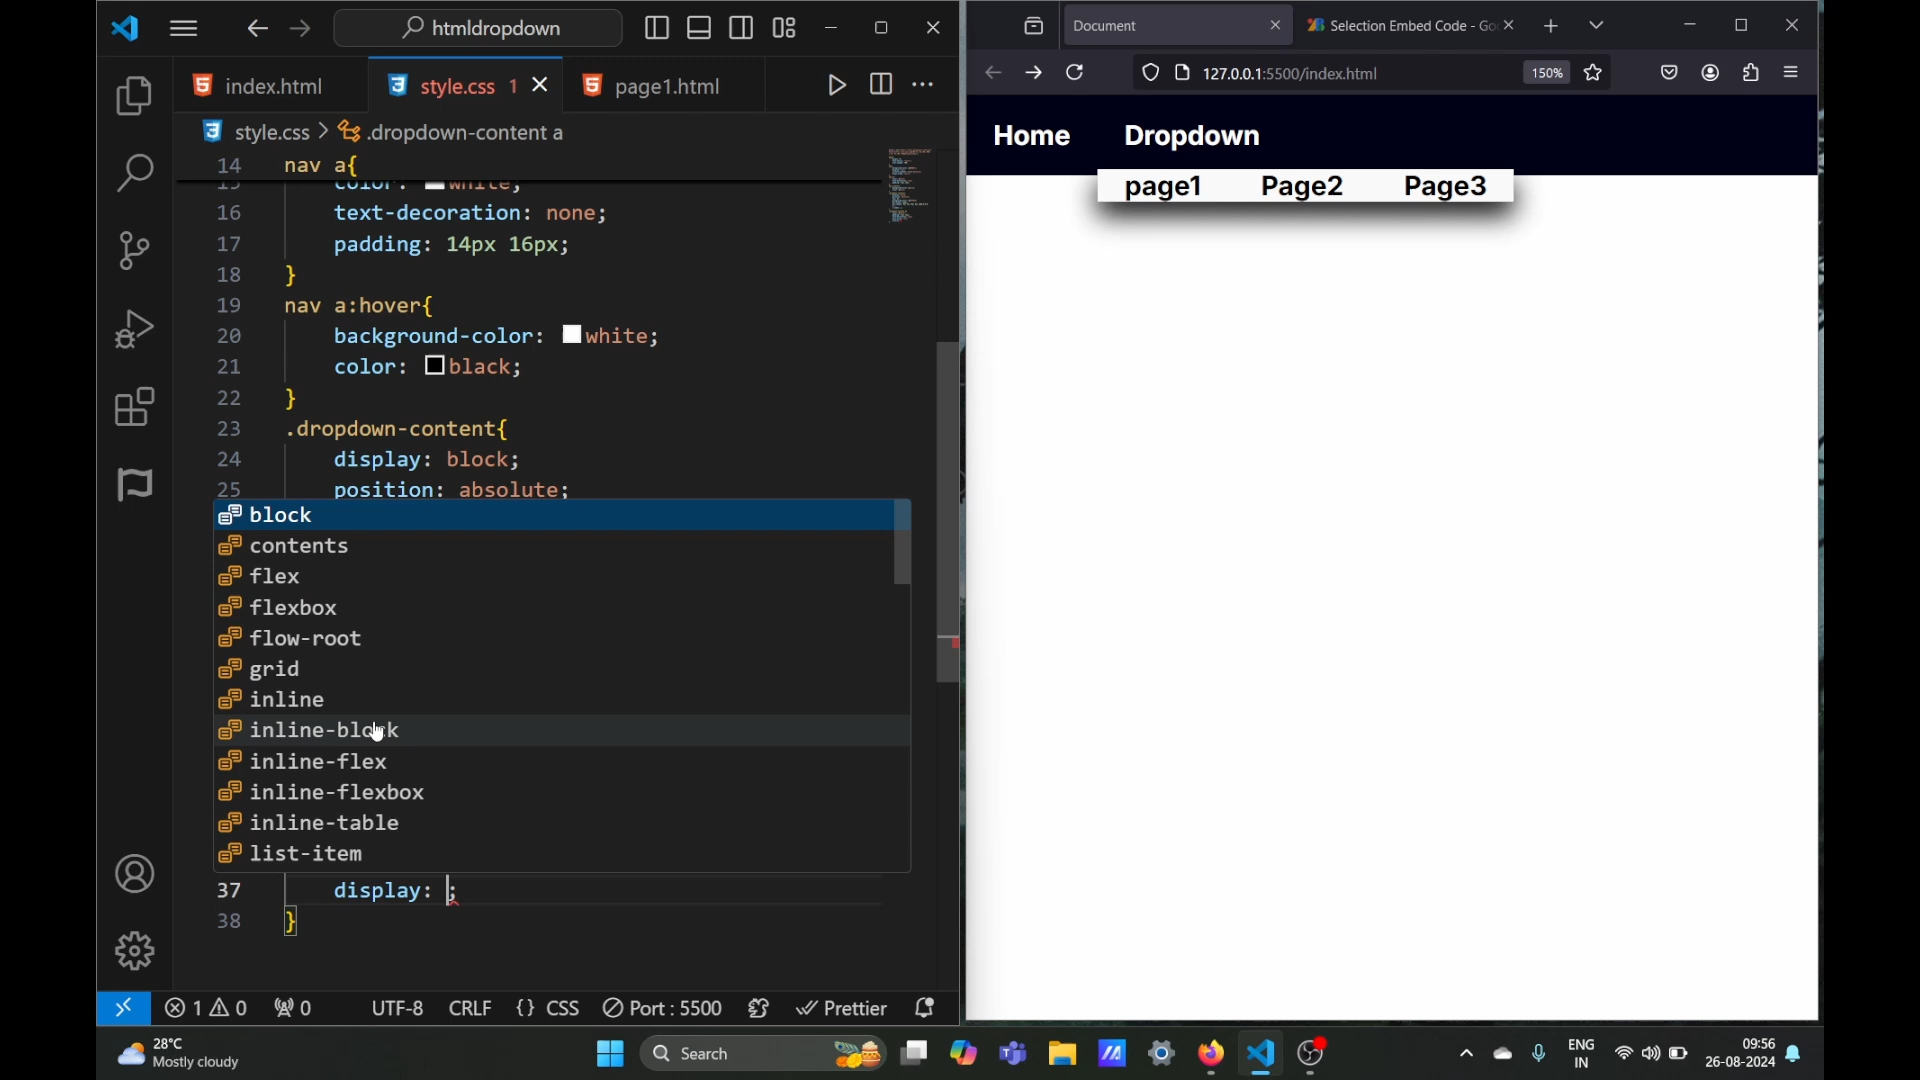 htmldropdown
index.html
style.css 1
page1.html
style.css > .dropdown-content a
14 nav a{
15 color: white;
16 text-decoration: none;
17 padding: 14px 16px;
18 }
19 nav a:hover{
20 background-color: white;
21 color: black;
22 }
23 .dropdown-content{
24 display: block;
25 position: absolute;
block
contents
flex
flexbox
flow-root
grid
inline
inline-block
inline-flex
inline-flexbox
inline-table
list-item
37 display: ;
38 }
1 0 0 UTF-8 CRLF {} CSS Port : 5500 Prettier
Document
Selection Embed Code - Go
127.0.0.1:5500/index.html
150%
Home Dropdown
page1 Page2 Page3
28°C
Mostly cloudy
Search
ENG
IN
09:56
26-08-2024